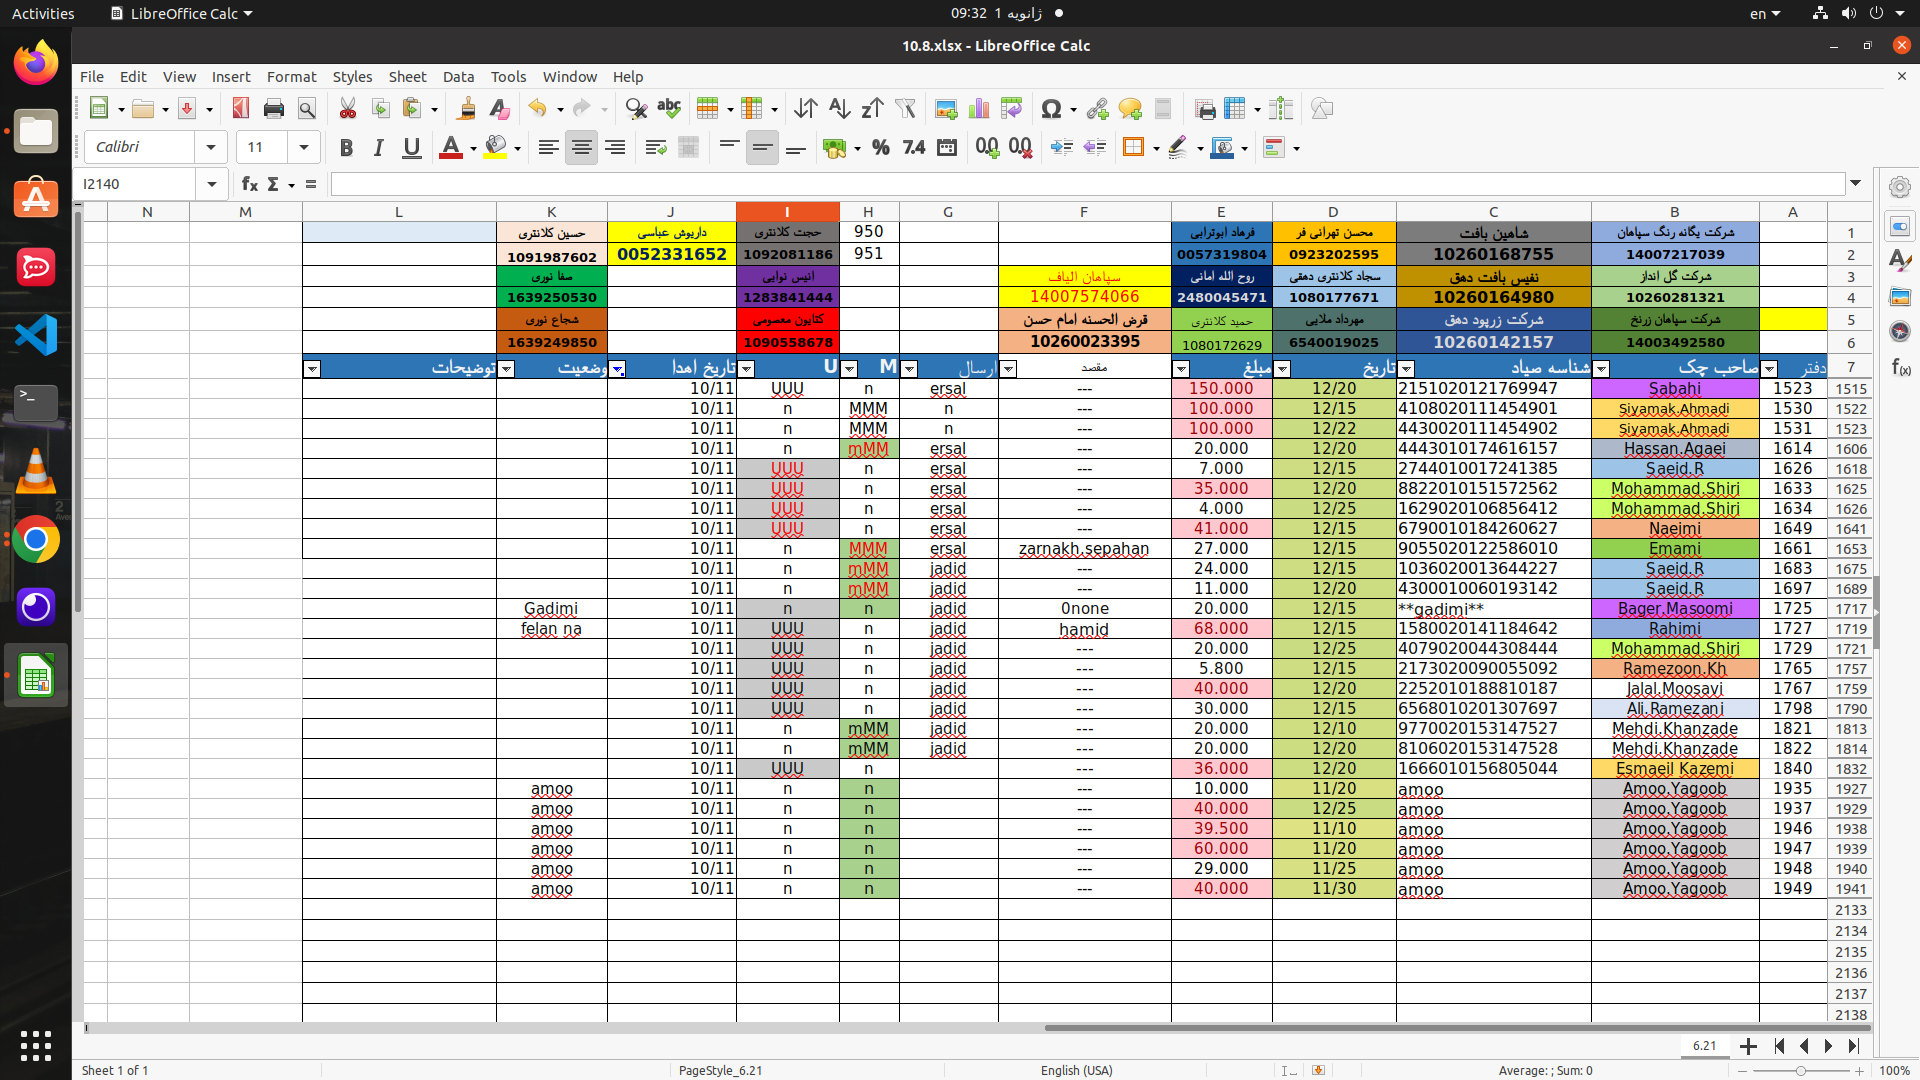 Activities LibreOffice Calc 09:32 ژانویه 1 en
10.8.xlsx - LibreOffice Calc
File Edit View Insert Format Styles Sheet Data Tools Window Help
Calibri 11
I2140
N M L K J I H G F E D C B A
حسین کلانتری داریوش عباسی حجت کلانتری 950 فرهاد ابوترابی محسن تهرانی فر شاهین بافت شرکت یگانه رنگ سپاهان 1
1091987602 0052331652 1092081186 951 0057319804 0923202595 10260168755 14007217039 2
صفا نوری انیس نوابی سپاهان الیاف روح الله امانی سجاد کلانتری دهقی نفیس بافت دهق شرکت گل انداز 3
1639250530 1283841444 14007574066 2480045471 1080177671 10260164980 10260281321 4
شجاع نوری کتایون معصومی قرض الحسنه امام حسن حمید کلانتری مهرداد ملایی شرکت زرپود دهق شرکت سپاهان زرنخ 5
1639249850 1090558678 10260023395 1080172629 6540019025 10260142157 14003492580 6
توضیحات وضعیت تاریخ اهدا U M ارسال مقصد مبلغ تاریخ شناسه صیاد صاحب چک دفتر 7
10/11 UUU n ersal --- 150.000 12/20 2151020121769947 Sabahi 1523 1515
10/11 n MMM n --- 100.000 12/15 4108020111454901 Siyamak.Ahmadi 1530 1522
10/11 n MMM n --- 100.000 12/22 4430020111454902 Siyamak.Ahmadi 1531 1523
10/11 n mMM ersal --- 20.000 12/20 4443010174616157 Hassan.Agaei 1614 1606
10/11 UUU n ersal --- 7.000 12/15 2744010017241385 Saeid.R 1626 1618
10/11 UUU n ersal --- 35.000 12/20 8822010151572562 Mohammad.Shiri 1633 1625
10/11 UUU n ersal --- 4.000 12/25 1629020106856412 Mohammad.Shiri 1634 1626
10/11 UUU n ersal --- 41.000 12/15 6790010184260627 Naeimi 1649 1641
10/11 n MMM ersal zarnakh.sepahan 27.000 12/15 9055020122586010 Emami 1661 1653
10/11 n mMM jadid --- 24.000 12/15 1036020013644227 Saeid.R 1683 1675
10/11 n mMM jadid --- 11.000 12/20 4300010060193142 Saeid.R 1697 1689
Gadimi 10/11 n n jadid 0none 20.000 12/15 **gadimi** Bager.Masoomi 1725 1717
felan na 10/11 UUU n jadid hamid 68.000 12/15 1580020141184642 Rahimi 1727 1719
10/11 UUU n jadid --- 20.000 12/25 4079020044308444 Mohammad.Shiri 1729 1721
10/11 UUU n jadid --- 5.800 12/15 2173020090055092 Ramezoon.Kh 1765 1757
10/11 UUU n jadid --- 40.000 12/20 2252010188810187 Jalal.Moosavi 1767 1759
10/11 UUU n jadid --- 30.000 12/15 6568010201307697 Ali.Ramezani 1798 1790
10/11 n mMM jadid --- 20.000 12/10 9770020153147527 Mehdi.Khanzade 1821 1813
10/11 n mMM jadid --- 20.000 12/20 8106020153147528 Mehdi.Khanzade 1822 1814
10/11 UUU n --- 36.000 12/20 1666010156805044 Esmaeil Kazemi 1840 1832
amoo 10/11 n n --- 10.000 11/20 amoo Amoo.Yagoob 1935 1927
amoo 10/11 n n --- 40.000 12/25 amoo Amoo.Yagoob 1937 1929
amoo 10/11 n n --- 39.500 11/10 amoo Amoo.Yagoob 1946 1938
amoo 10/11 n n --- 60.000 11/20 amoo Amoo.Yagoob 1947 1939
amoo 10/11 n n --- 29.000 11/25 amoo Amoo.Yagoob 1948 1940
amoo 10/11 n n --- 40.000 11/30 amoo Amoo.Yagoob 1949 1941
2133
2134
2135
2136
2137
2138
6.21
Sheet 1 of 1 PageStyle_6.21 English (USA) Average: ; Sum: 0 100%